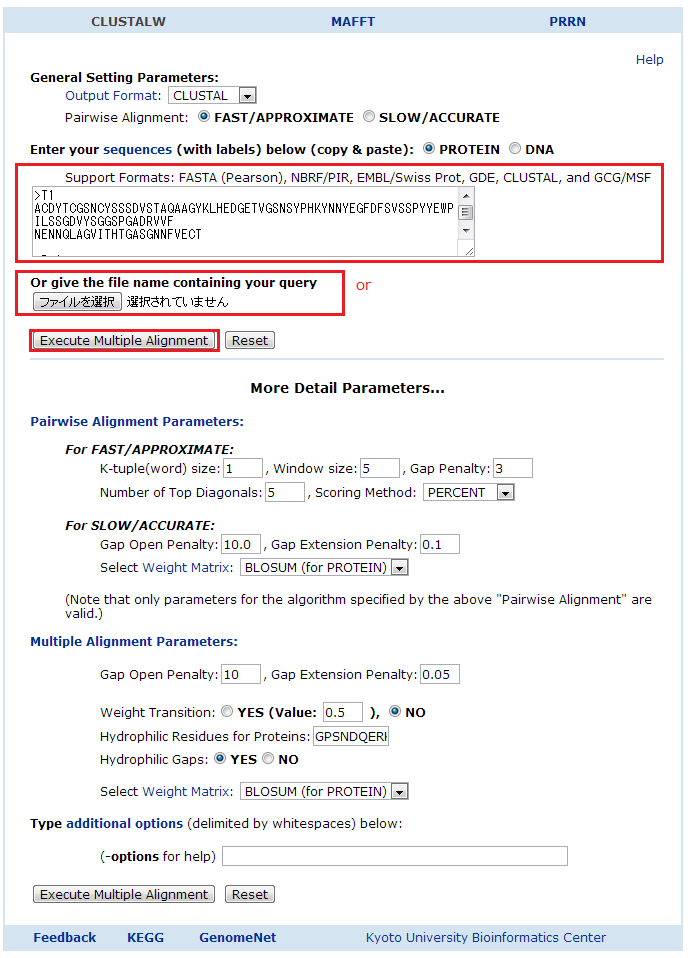 CLUSTALW MAFFT PRRN
Help
General Setting Parameters:
Output Format: CLUSTAL
Pairwise Alignment: FAST/APPROXIMATE SLOW/ACCURATE
Enter your sequences (with labels) below (copy & paste): PROTEIN DNA
Support Formats: FASTA (Pearson), NBRF/PIR, EMBL/Swiss Prot, GDE, CLUSTAL, and GCG/MSF
>T1
ACDYTCGSNCYSSSDVSTAQAAGYKLHEDGETVGSNSYPHKYNNYEGFDFSVSSPYYEWP
ILSSGDVYSGGSPGADRVVF
NENNQLAGVITHTGASGNNFVECT
Or give the file name containing your query or
ファイルを選択 選択されていません
Execute Multiple Alignment Reset
More Detail Parameters...
Pairwise Alignment Parameters:
For FAST/APPROXIMATE:
K-tuple(word) size: 1 , Window size: 5 , Gap Penalty: 3
Number of Top Diagonals: 5 , Scoring Method: PERCENT
For SLOW/ACCURATE:
Gap Open Penalty: 10.0 , Gap Extension Penalty: 0.1
Select Weight Matrix: BLOSUM (for PROTEIN)
(Note that only parameters for the algorithm specified by the above "Pairwise Alignment" are
valid.)
Multiple Alignment Parameters:
Gap Open Penalty: 10 , Gap Extension Penalty: 0.05
Weight Transition: YES (Value: 0.5 ), NO
Hydrophilic Residues for Proteins: GPSNDQERK
Hydrophilic Gaps: YES NO
Select Weight Matrix: BLOSUM (for PROTEIN)
Type additional options (delimited by whitespaces) below:
(-options for help)
Execute Multiple Alignment Reset
Feedback KEGG GenomeNet Kyoto University Bioinformatics Center